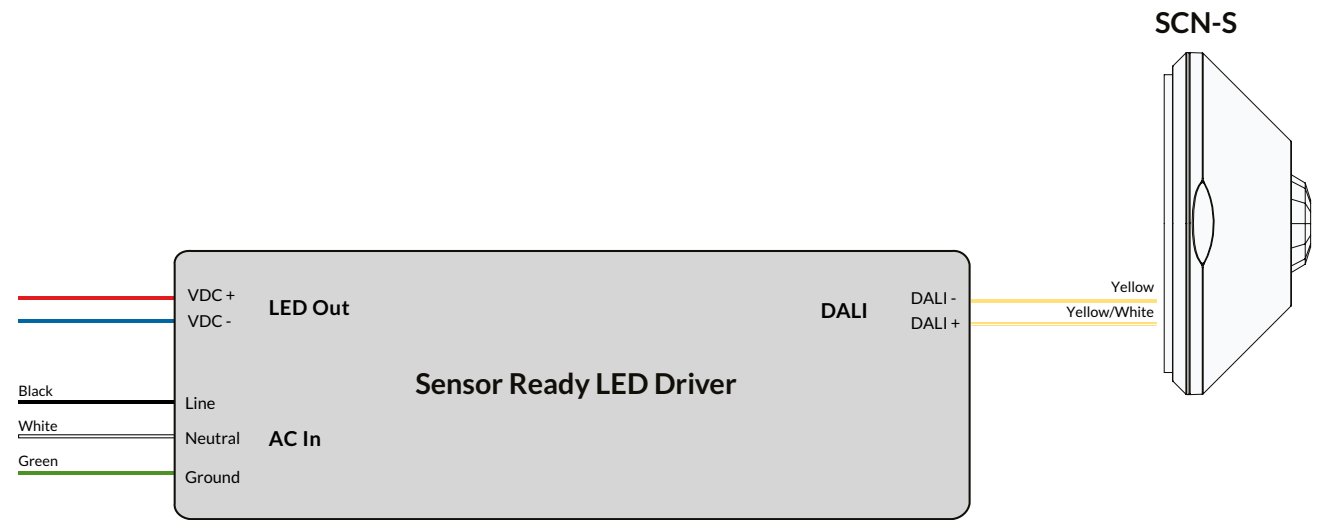 SCN-S
VDC +
VDC -
LED Out
DALI
DALI -
DALI +
Yellow
Yellow/White
Sensor Ready LED Driver
Black
Line
White
Neutral
AC In
Green
Ground